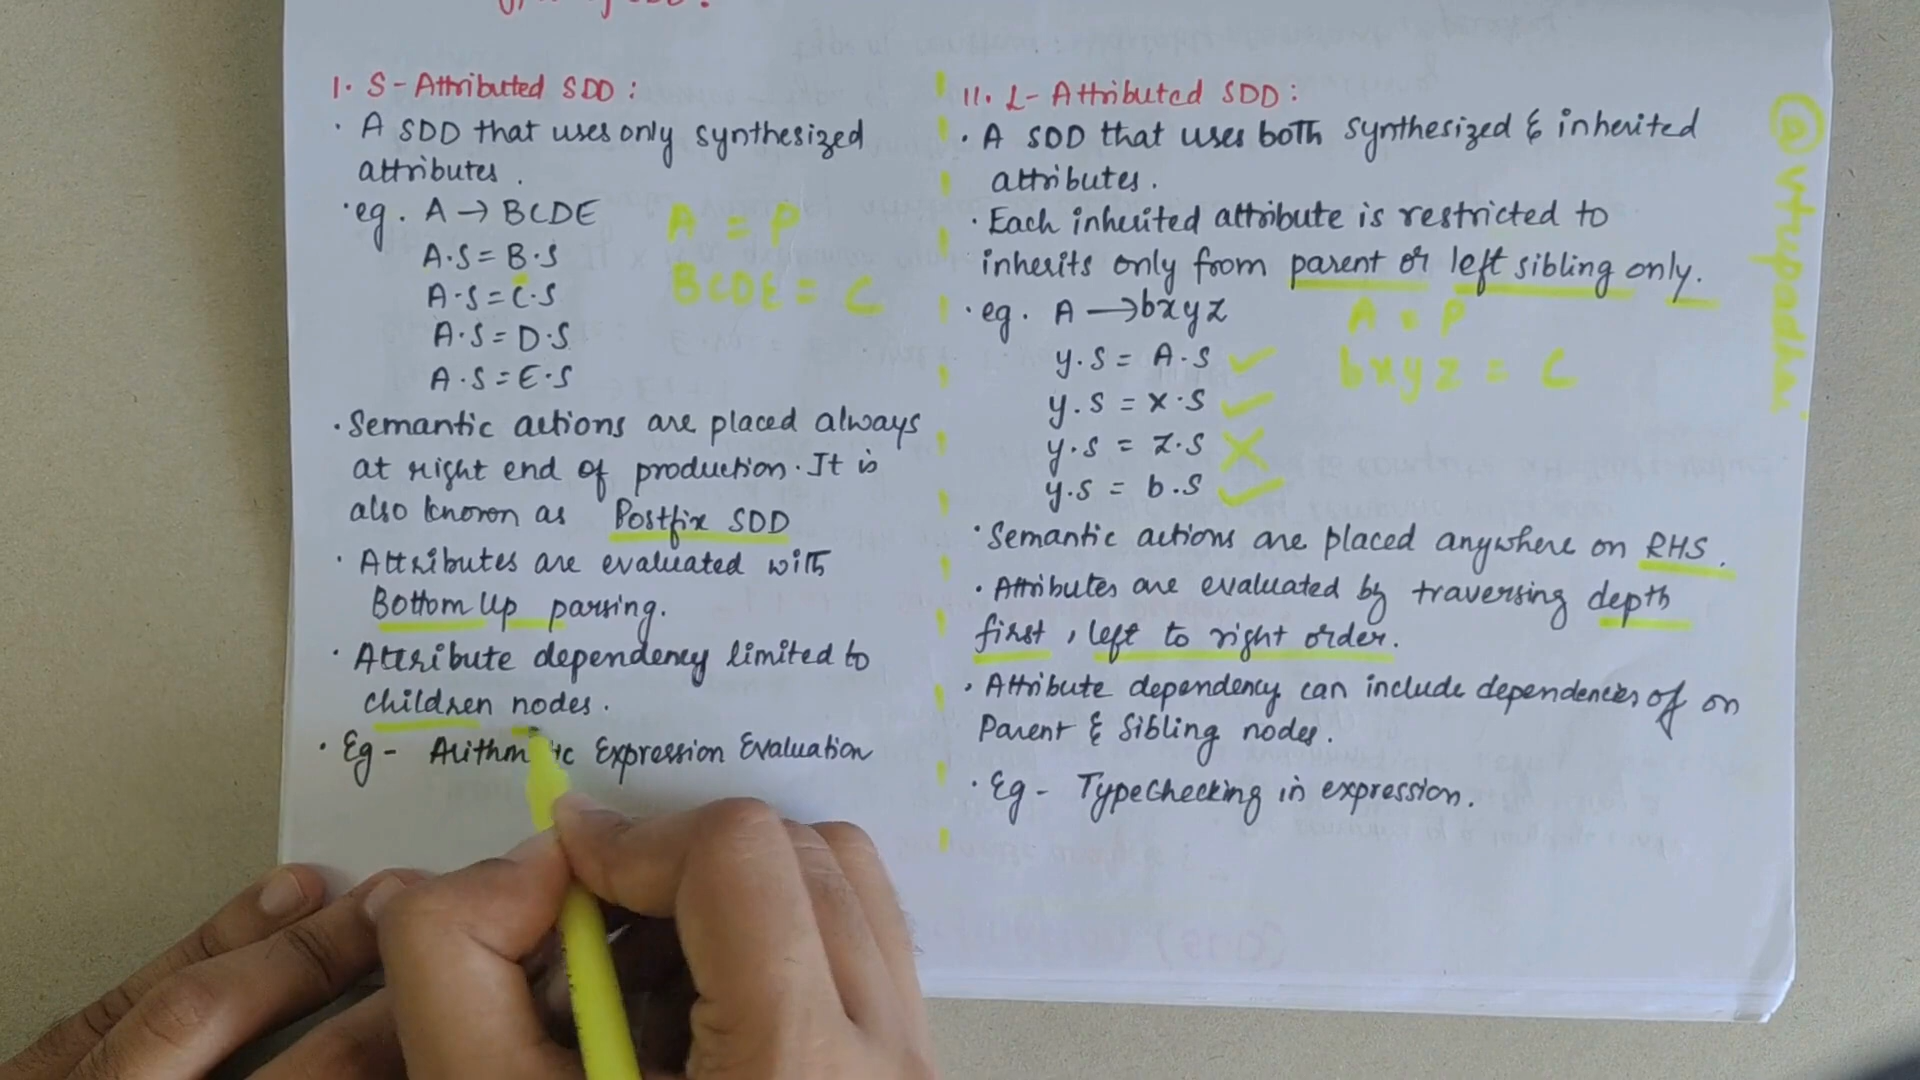 1. S-Attributed SDD:
· A SDD that uses only synthesized
attributes.
· eg. A → BCDE
A = P
A.S = B.S
BCDE = C
A.S = C.S
A.S = D.S
A.S = E.S
· Semantic actions are placed always
at right end of production. It is
also known as Postfix SDD
· Attributes are evaluated with
Bottom Up parsing.
· Attribute dependency limited to
children nodes.
· Eg - Expression Evaluation
11. L-Attributed SDD:
· A SDD that uses both synthesized & inherited
attributes.
· Each inherited attribute is restricted to
inherits only from parent or left sibling only.
· eg. A → bxyz
A = P
y.S = A.S ✓
bxyz = C
y.S = x.S ✓
y.S = z.S ✗
y.S = b.S ✓
· Semantic actions are placed anywhere on RHS.
· Attributes are evaluated by traversing depth
first, left to right order.
· Attribute dependency can include dependencies of on
Parent & Sibling nodes.
· Eg - TypeChecking in expression.
@vtupadhai